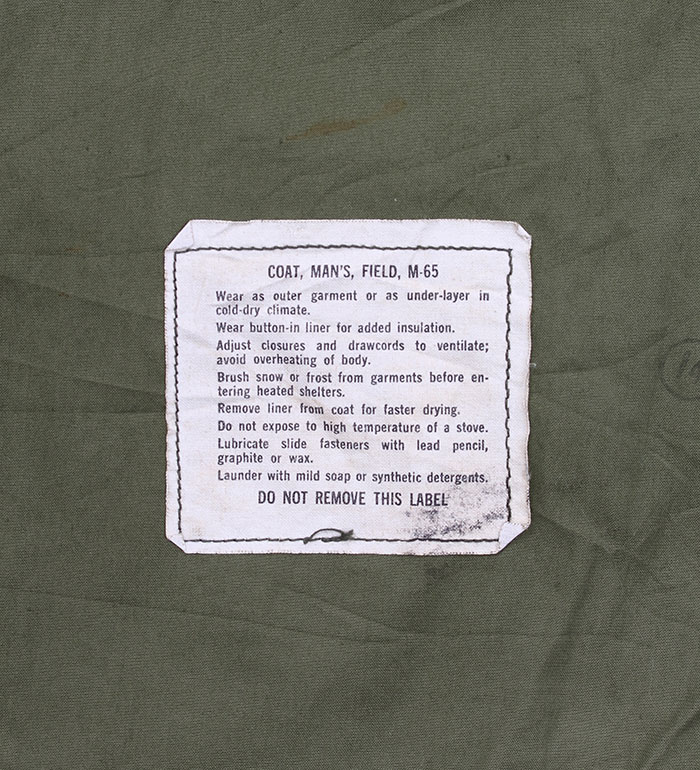 COAT, MAN'S, FIELD, M-65
Wear as outer garment or as under-layer in
cold-dry climate.
Wear button-in liner for added insulation.
Adjust closures and drawcords to ventilate;
avoid overheating of body.
Brush snow or frost from garments before en-
tering heated shelters.
Remove liner from coat for faster drying.
Do not expose to high temperature of a stove.
Lubricate slide fasteners with lead pencil,
graphite or wax.
Launder with mild soap or synthetic detergents.
DO NOT REMOVE THIS LABEL